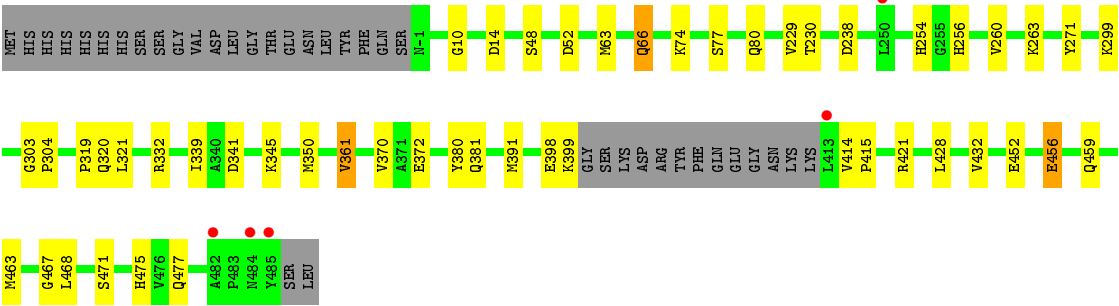 MET HIS HIS HIS HIS HIS HIS SER SER GLY VAL ASP LEU GLY THR GLU ASN LEU TYR PHE GLN SER N-1 G10 D14 S48 D52 M63 Q66 K74 S77 Q80 V229 T230 D238 L250 H254 G255 H256 V260 K263 Y271 K299
G303 P304 P319 Q320 L321 R332 I339 A340 D341 K345 M350 V361 V370 A371 E372 Y380 Q381 M391 E398 K399 GLY SER LYS ASP ARG TYR PHE GLN GLU GLY ASN LYS LYS L413 V414 P415 R421 L428 V432 E452 E456 Q459
M463 G467 L468 S471 H475 V476 Q477 A482 P483 N484 Y485 SER LEU